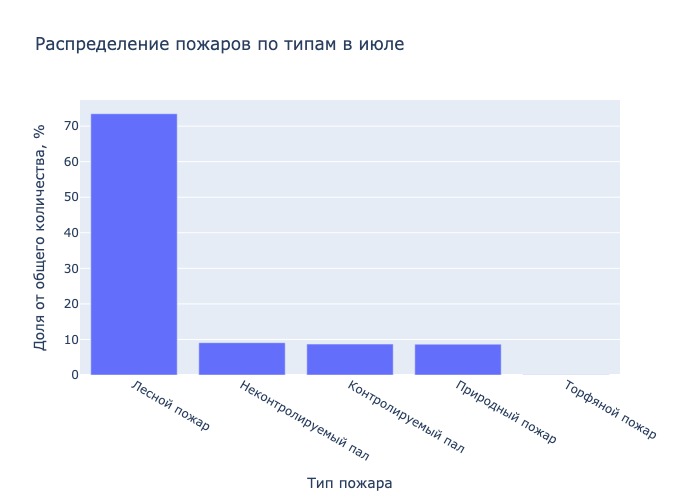 Распределение пожаров по типам в июле
Доля от общего количества, %
70
60
50
40
30
20
10
0
Лесной пожар
Неконтролируемый пал
Контролируемый пал
Природный пожар
Торфяной пожар
Тип пожара